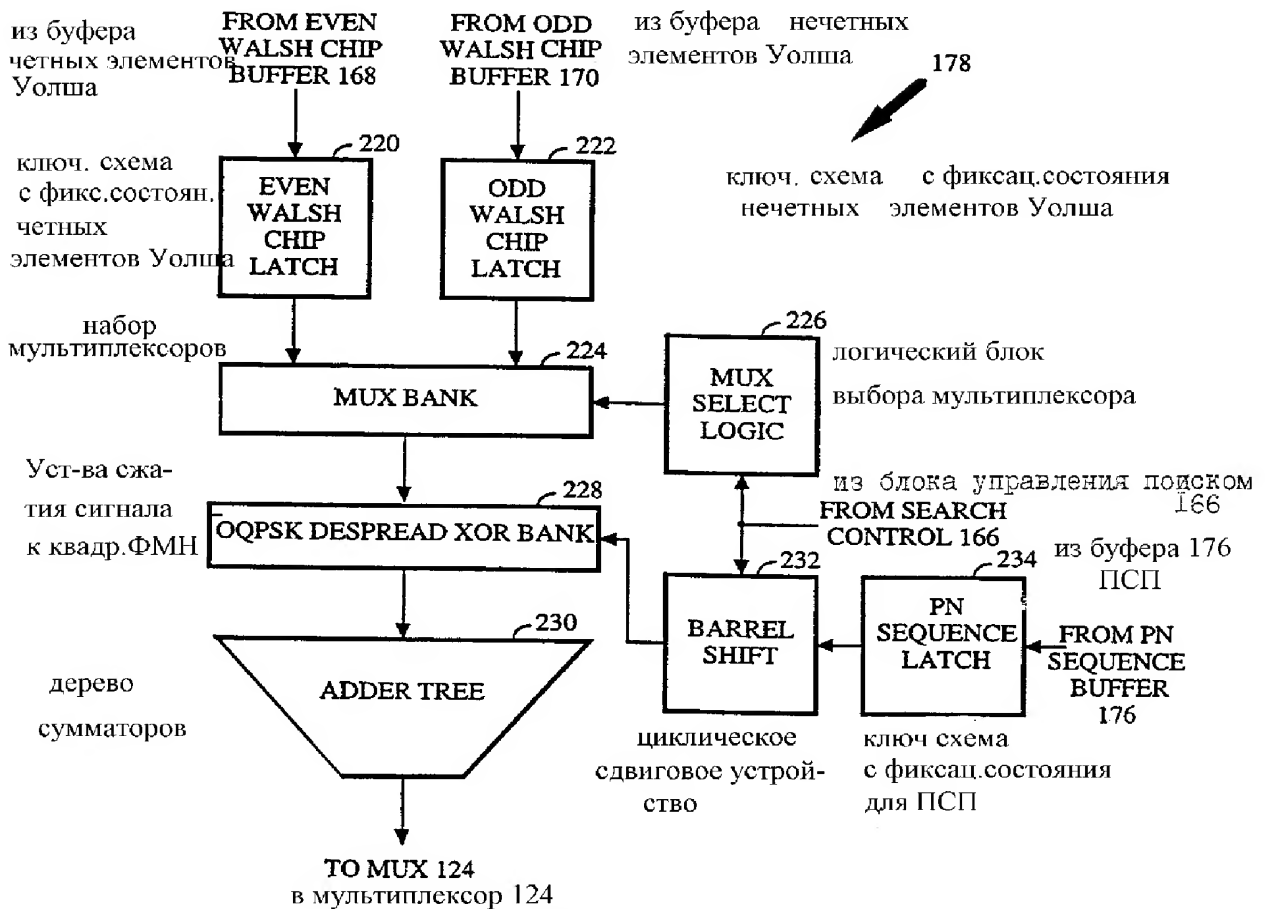 из буфера
четных элементов
Уолша
FROM EVEN
WALSH CHIP
BUFFER 168
FROM ODD
WALSH CHIP
BUFFER 170
из буфера нечетных
элементов Уолша
178
ключ. схема
с фикс.состоян.
четных
элементов Уолша
220
EVEN
WALSH
CHIP
LATCH
222
ODD
WALSH
CHIP
LATCH
ключ. схема с фиксац.состояния
нечетных элементов Уолша
набор
мультиплексоров
224
MUX BANK
226
MUX
SELECT
LOGIC
логический блок
выбора мультиплексора
Уст-ва сжа-
тия сигнала
к квадр.ФМН
228
OQPSK DESPREAD XOR BANK
из блока управления поиском
166
FROM SEARCH
CONTROL 166
из буфера 176
ПСП
232
BARREL
SHIFT
234
PN
SEQUENCE
LATCH
FROM PN
SEQUENCE
BUFFER
176
230
ADDER TREE
дерево
сумматоров
циклическое
сдвиговое устрой-
ство
ключ схема
с фиксац.состояния
для ПСП
TO MUX 124
в мультиплексор 124